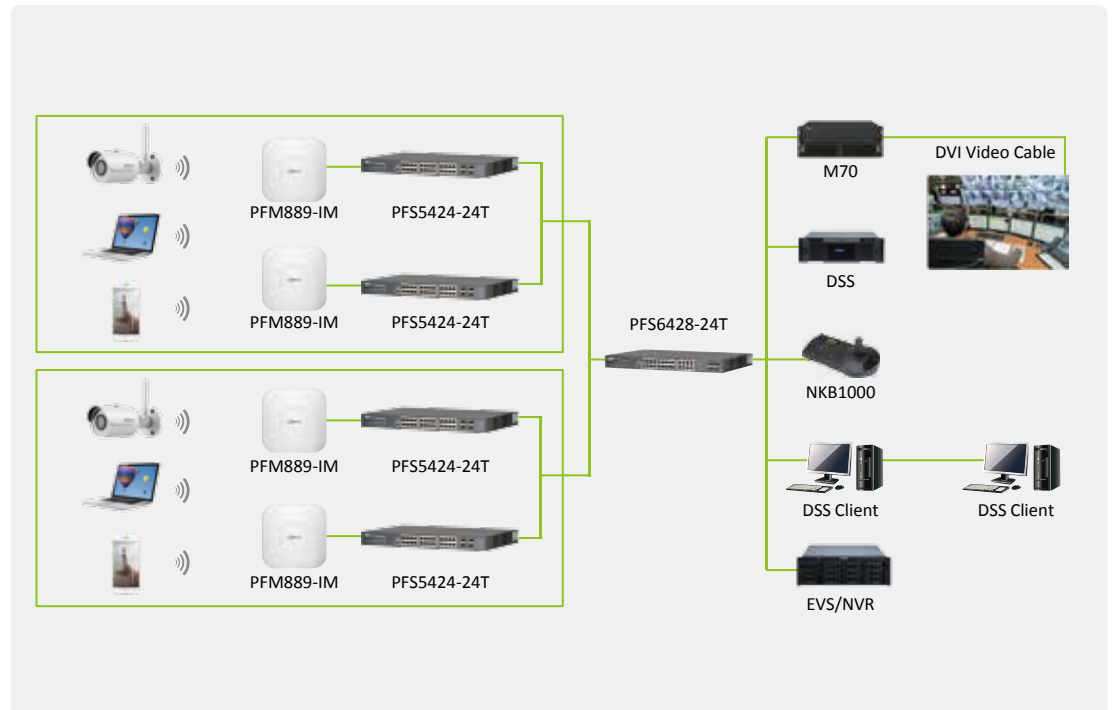 PFM889-IM
PFS5424-24T
PFM889-IM
PFS5424-24T
PFM889-IM
PFS5424-24T
PFM889-IM
PFS5424-24T
PFS6428-24T
M70
DVI Video Cable
DSS
NKB1000
DSS Client
DSS Client
EVS/NVR